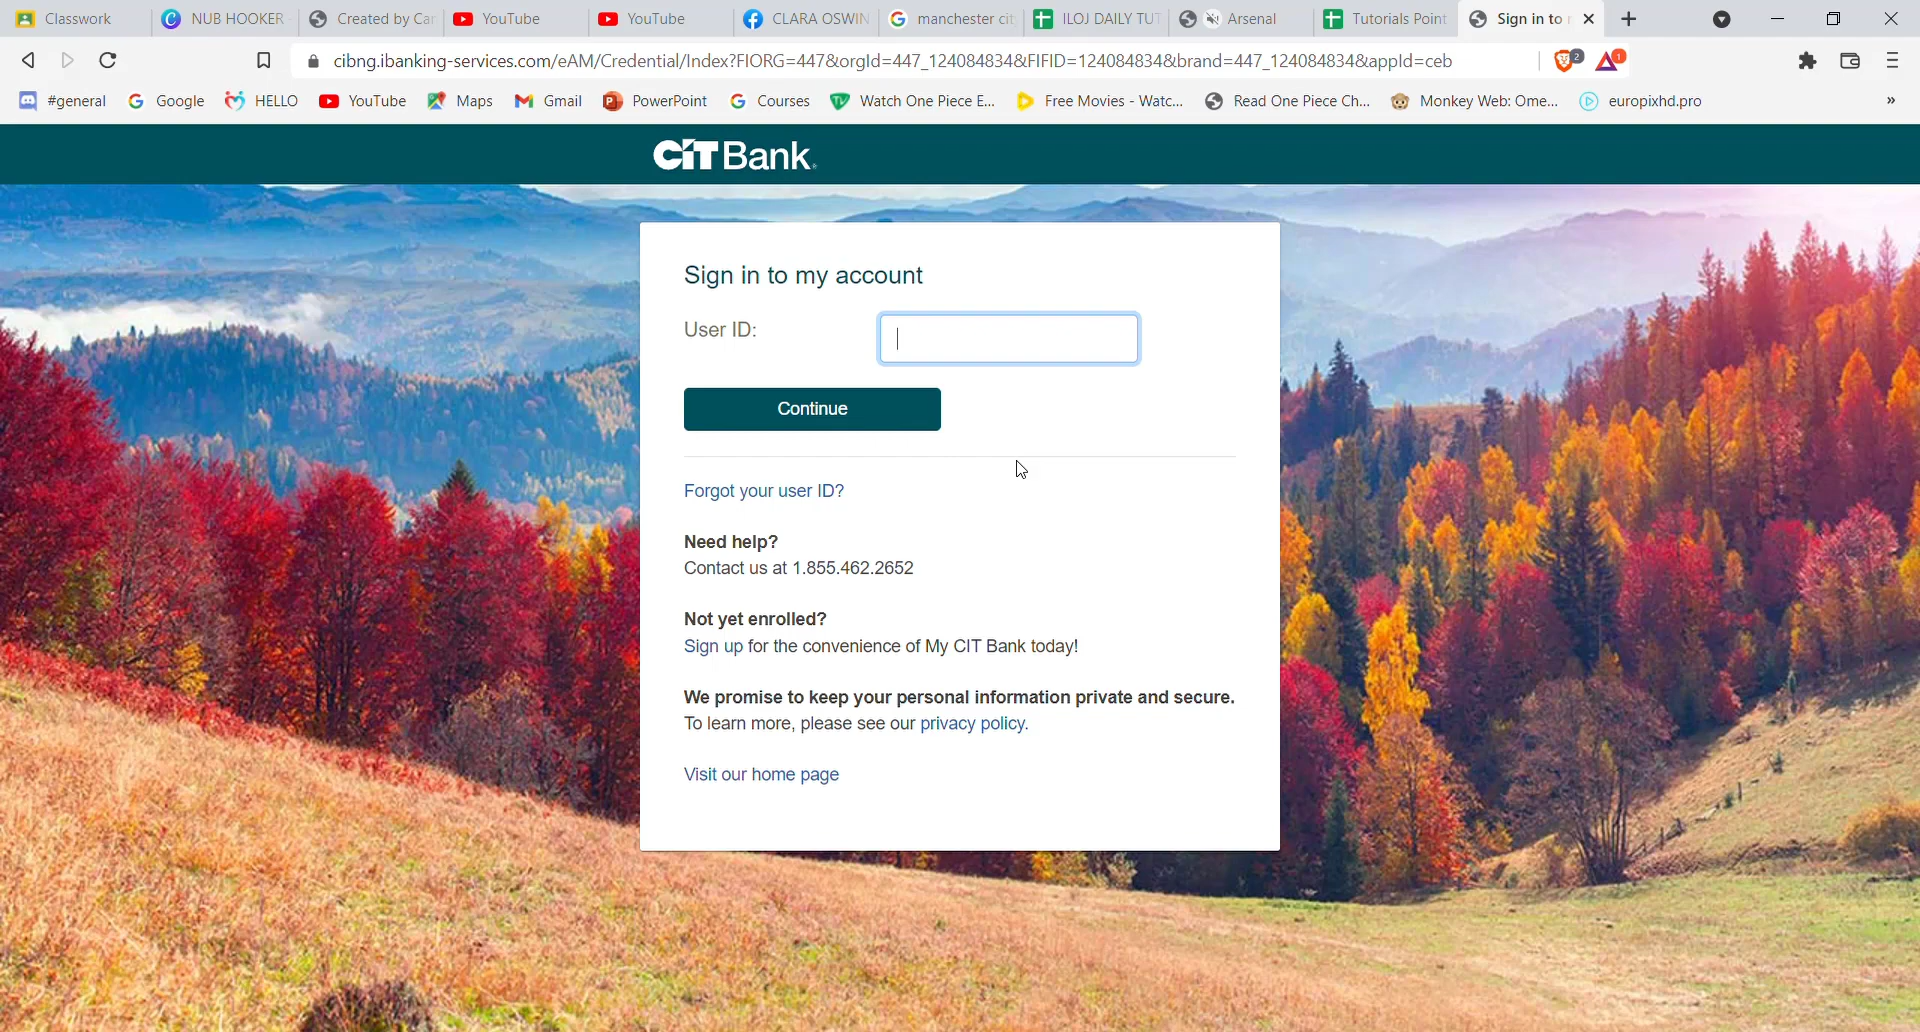 Classwork NUB HOOKER Created by Car YouTube YouTube CLARA OSWIN manchester cit ILOJ DAILY TUT Arsenal Tutorials Point Sign in to
cibng.ibanking-services.com/eAM/Credential/Index?FIORG=447&orgId=447_124084834&FIFID=124084834&brand=447_124084834&appId=ceb 2 1
#general Google HELLO YouTube Maps Gmail PowerPoint Courses Watch One Piece E... Free Movies - Watc... Read One Piece Ch... Monkey Web: Ome... europixhd.pro »
CIT Bank
Sign in to my account
User ID:
Continue
Forgot your user ID?
Need help?
Contact us at 1.855.462.2652
Not yet enrolled?
Sign up for the convenience of My CIT Bank today!
We promise to keep your personal information private and secure.
To learn more, please see our privacy policy.
Visit our home page